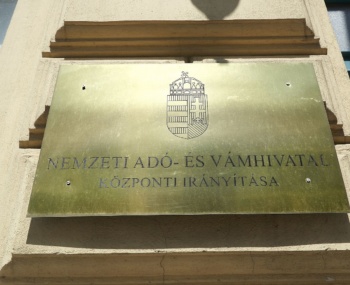 NEMZETI ADÓ- ÉS VÁMHIVATAL
KÖZPONTI IRÁNYÍTÁSA